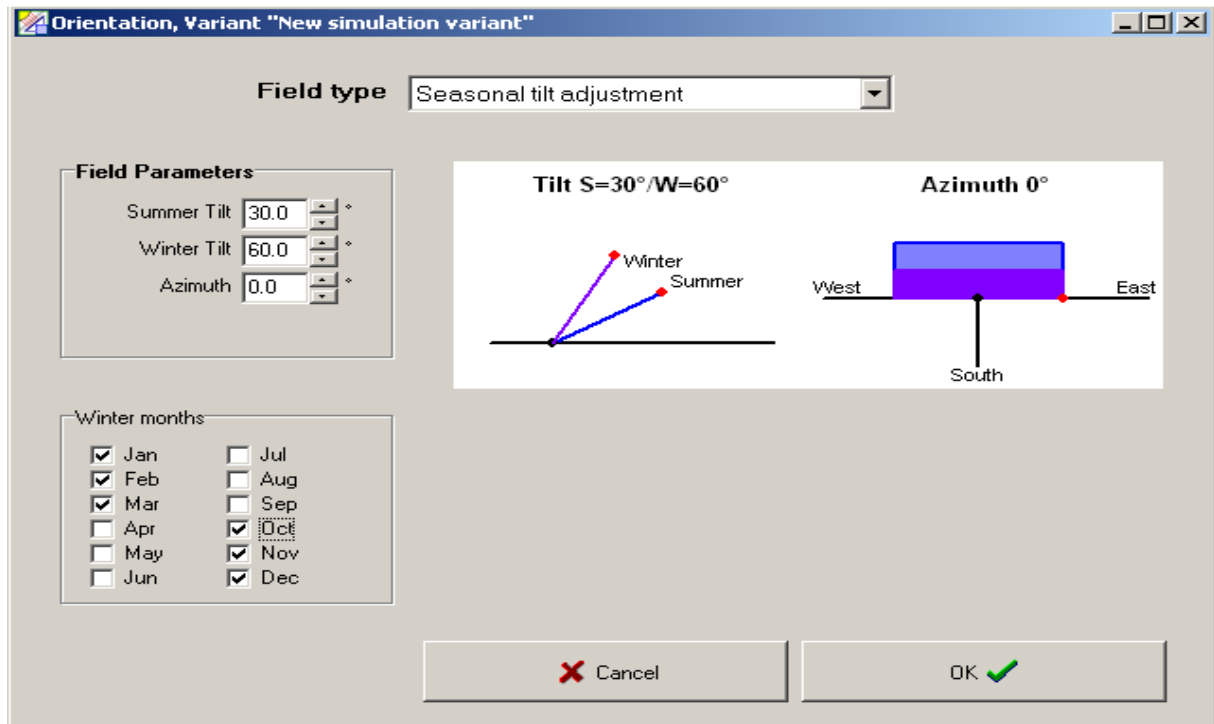 Orientation, Variant "New simulation variant"
Field type Seasonal tilt adjustment
Field Parameters
Summer Tilt 30.0 °
Winter Tilt 60.0 °
Azimuth 0.0 °
Tilt S=30°/W=60°
Winter
Summer
Azimuth 0°
West
East
South
Winter months
Jan
Feb
Mar
Apr
May
Jun
Jul
Aug
Sep
Oct
Nov
Dec
Cancel
OK